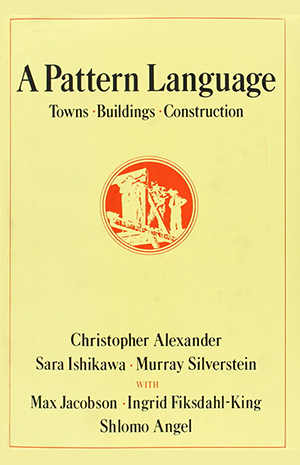 A Pattern Language
Towns · Buildings · Construction
Christopher Alexander
Sara Ishikawa · Murray Silverstein
WITH
Max Jacobson · Ingrid Fiksdahl-King
Shlomo Angel